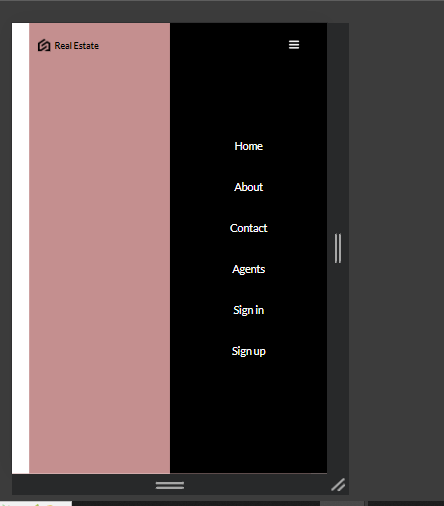 Real Estate
Home
About
Contact
Agents
Sign in
Sign up